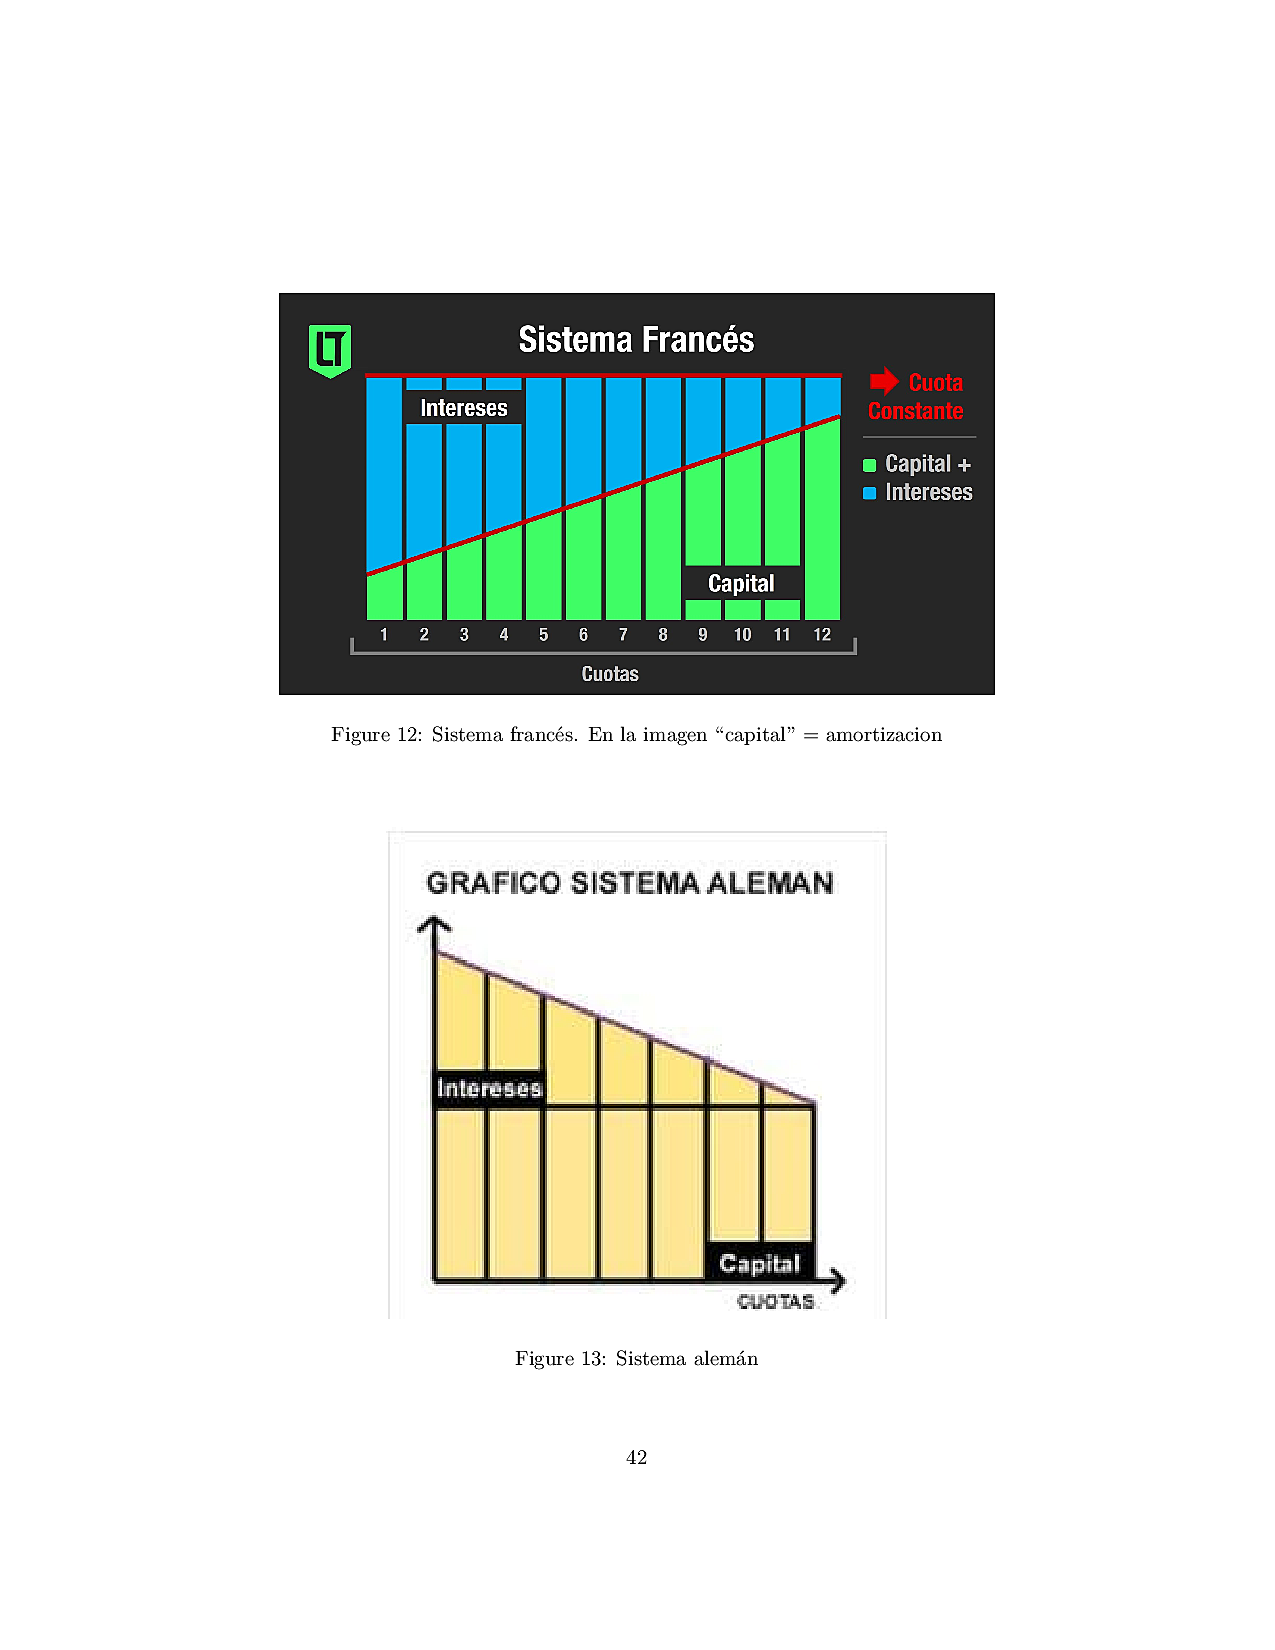 LT
Sistema Francés
Intereses
Cuota
Constante
Capital +
Intereses
Capital
1 2 3 4 5 6 7 8 9 10 11 12
Cuotas
Figure 12: Sistema francés. En la imagen “capital” = amortizacion
GRAFICO SISTEMA ALEMAN
Intereses
Capital
CUOTAS
Figure 13: Sistema alemán
42